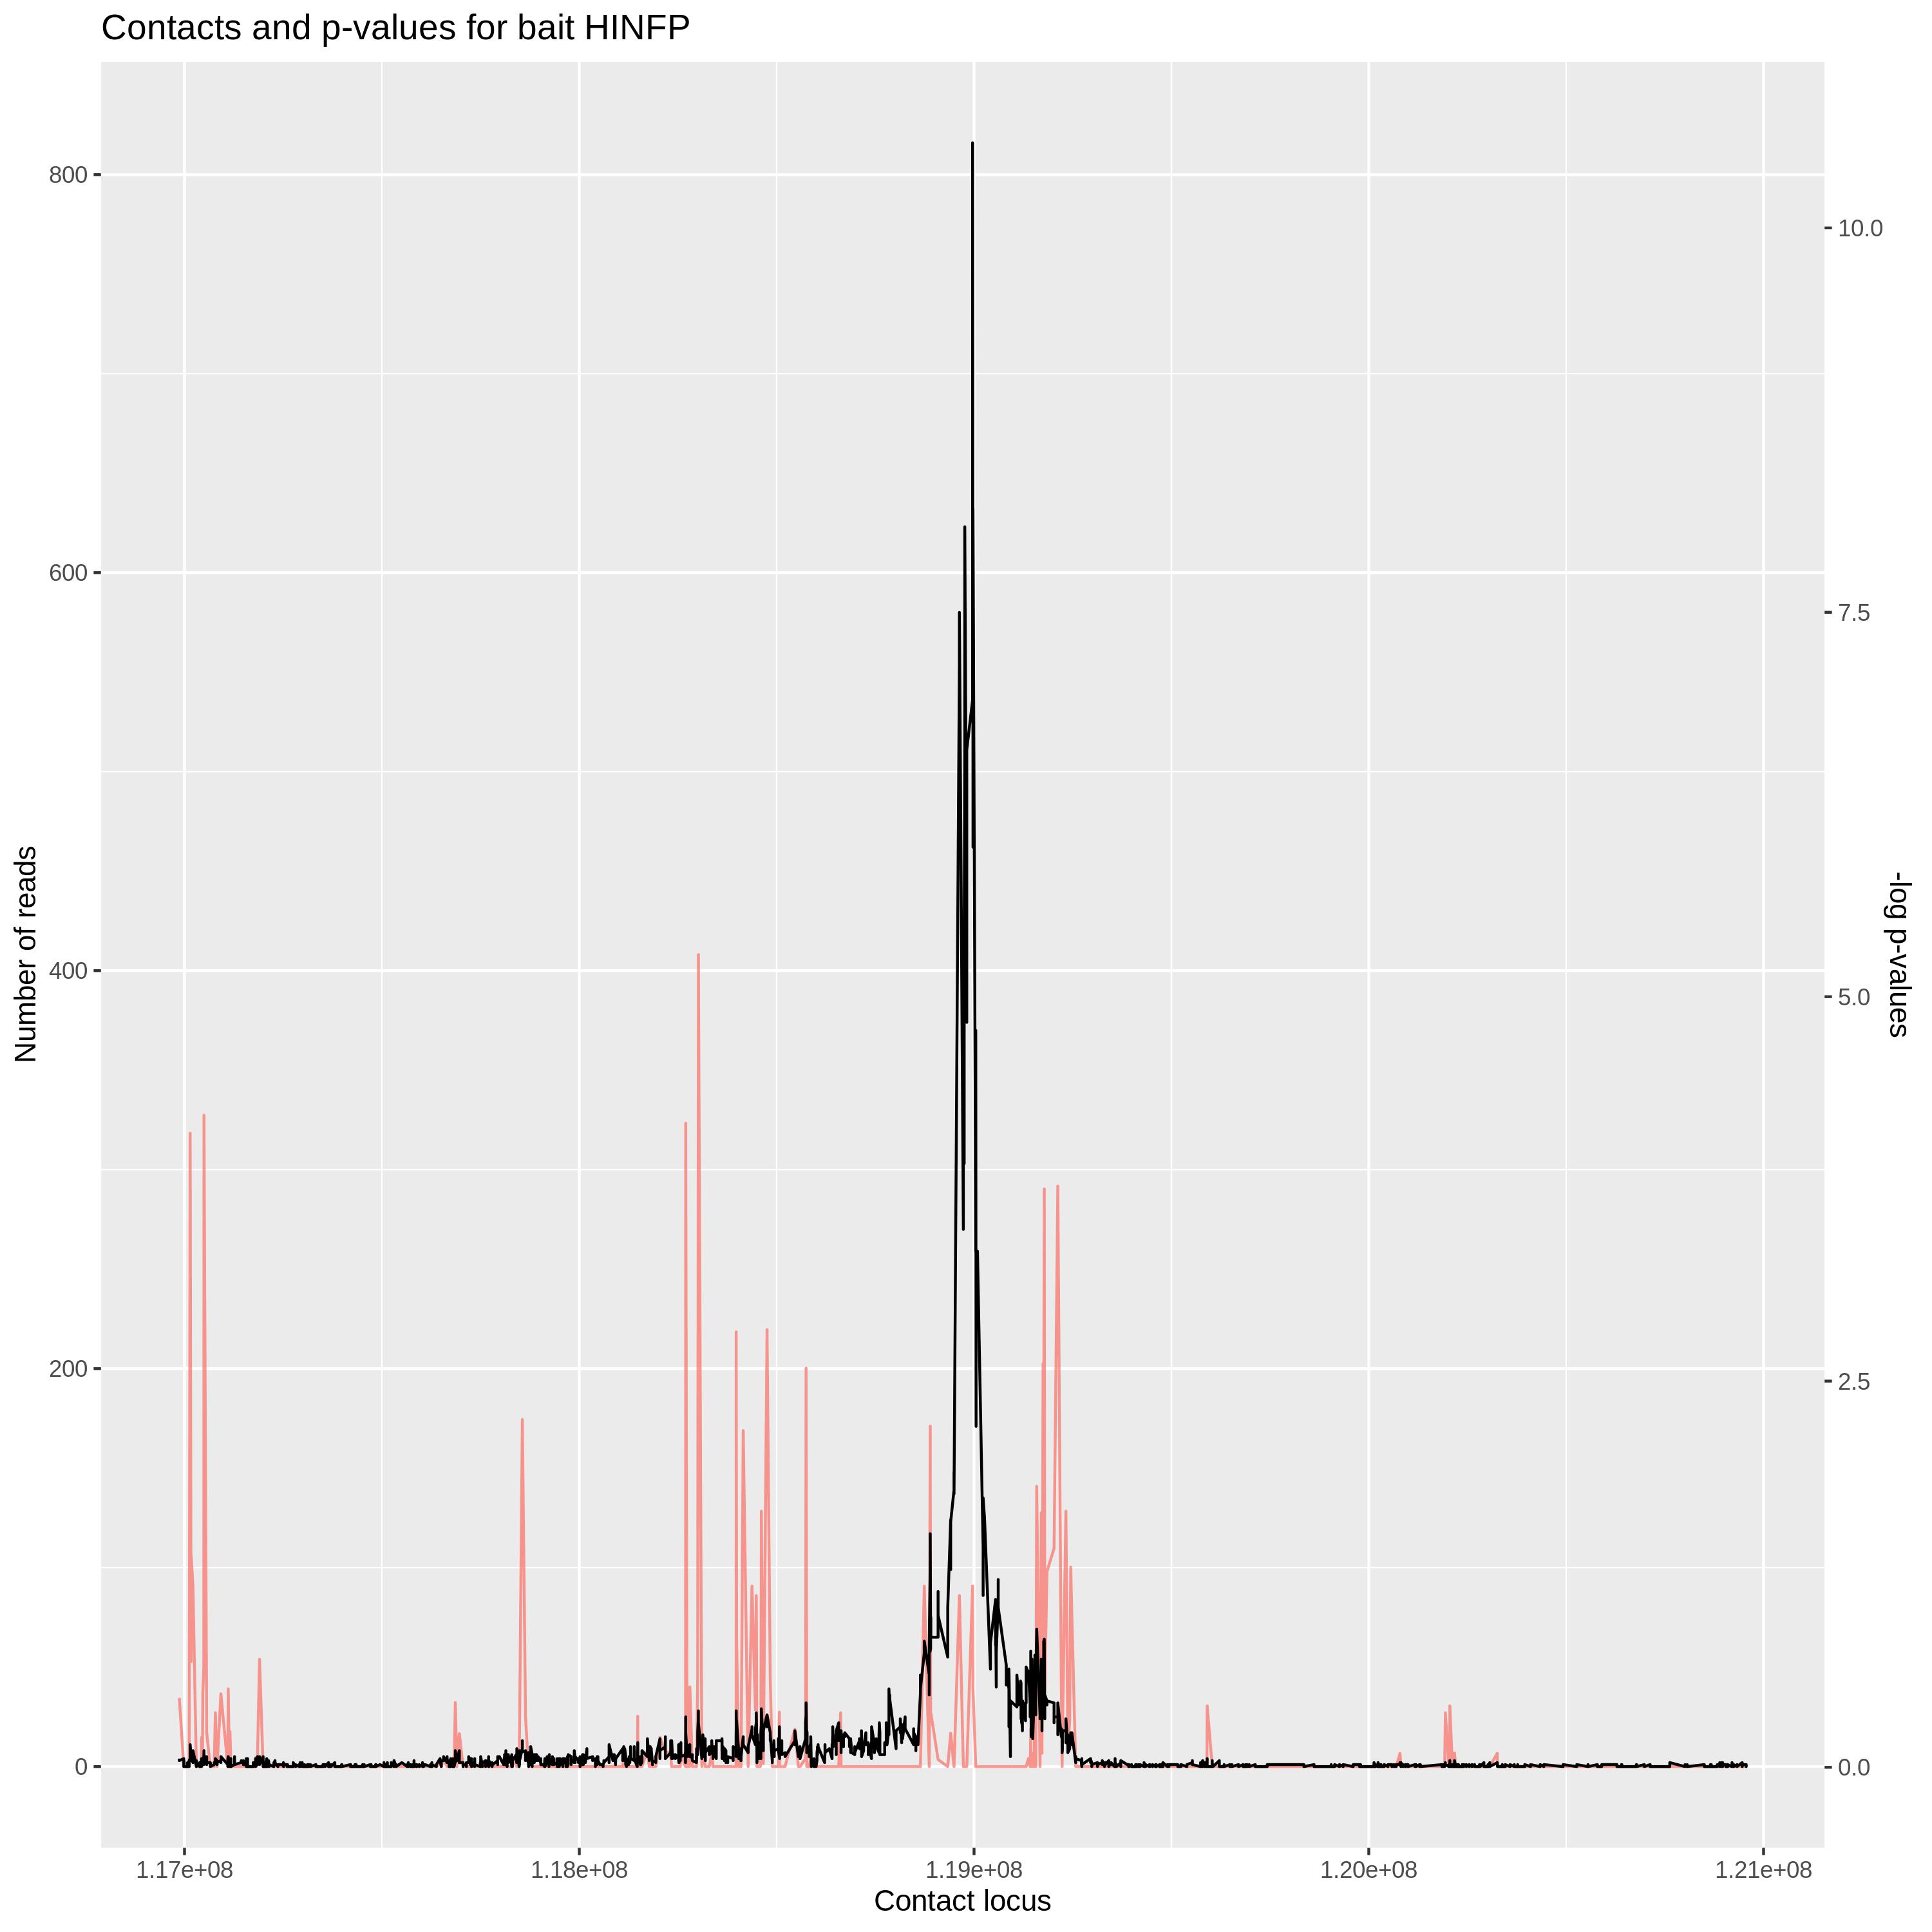 Contacts and p-values for bait HINFP
800
600
400
200
0
Number of reads
10.0
7.5
5.0
2.5
0.0
-log p-values
1.17e+08
1.18e+08
1.19e+08
1.20e+08
1.21e+08
Contact locus